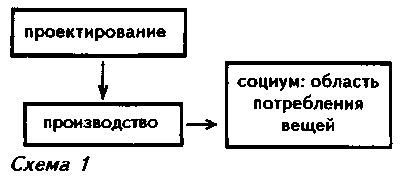 проектирование
производство
социум: область
потребления
вещей
Схема 1